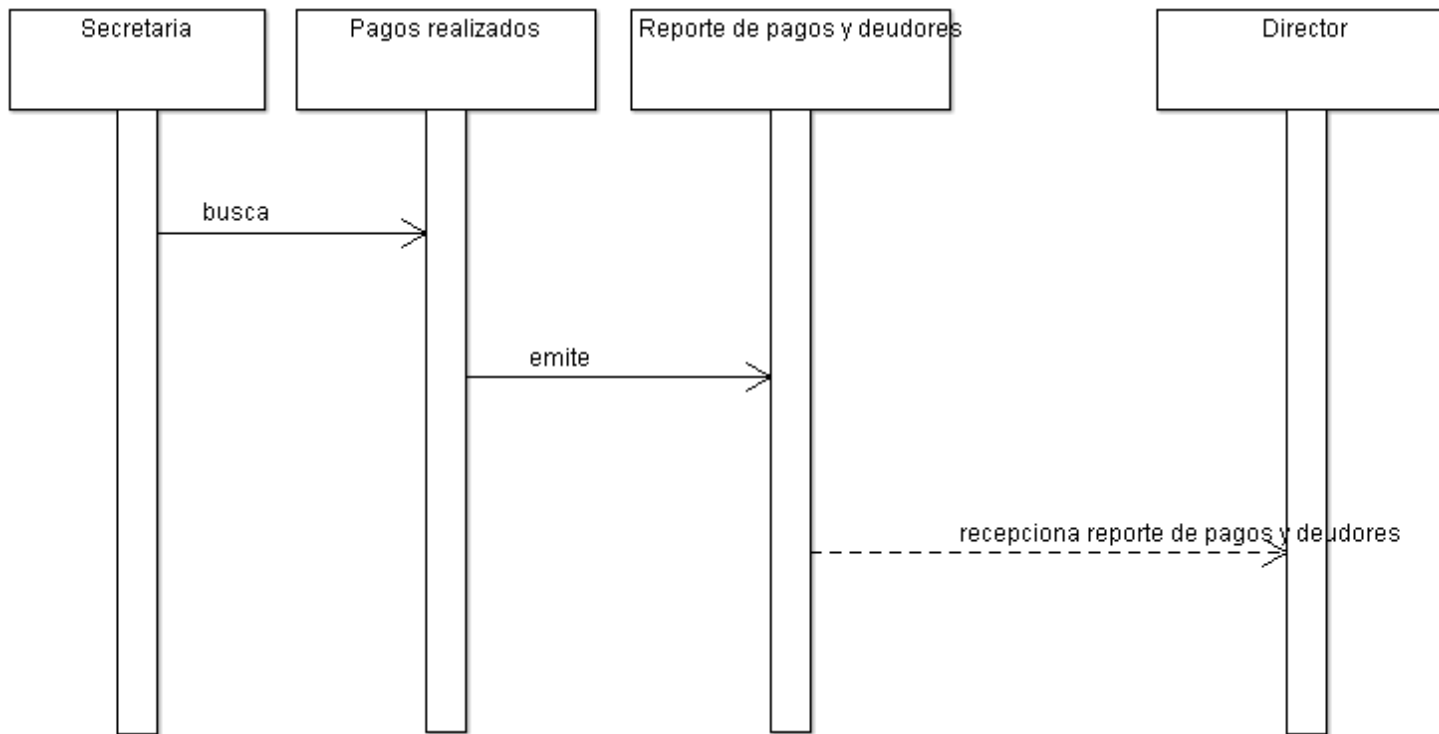 Secretaria
Pagos realizados
Reporte de pagos y deudores
Director
busca
emite
recepciona reporte de pagos y deudores